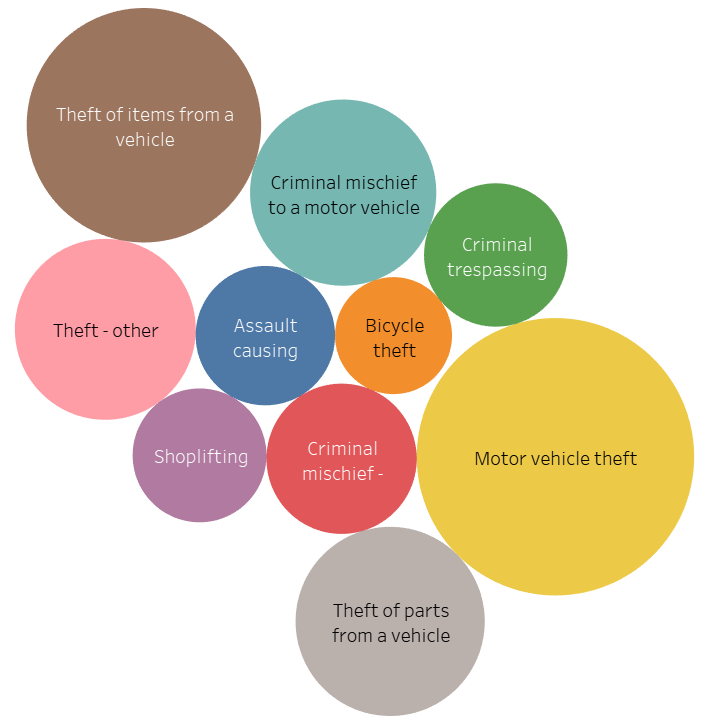 Theft of items from a
vehicle
Criminal mischief
to a motor vehicle
Criminal
trespassing
Theft - other
Assault
causing
Bicycle
theft
Shoplifting
Criminal
mischief -
Motor vehicle theft
Theft of parts
from a vehicle